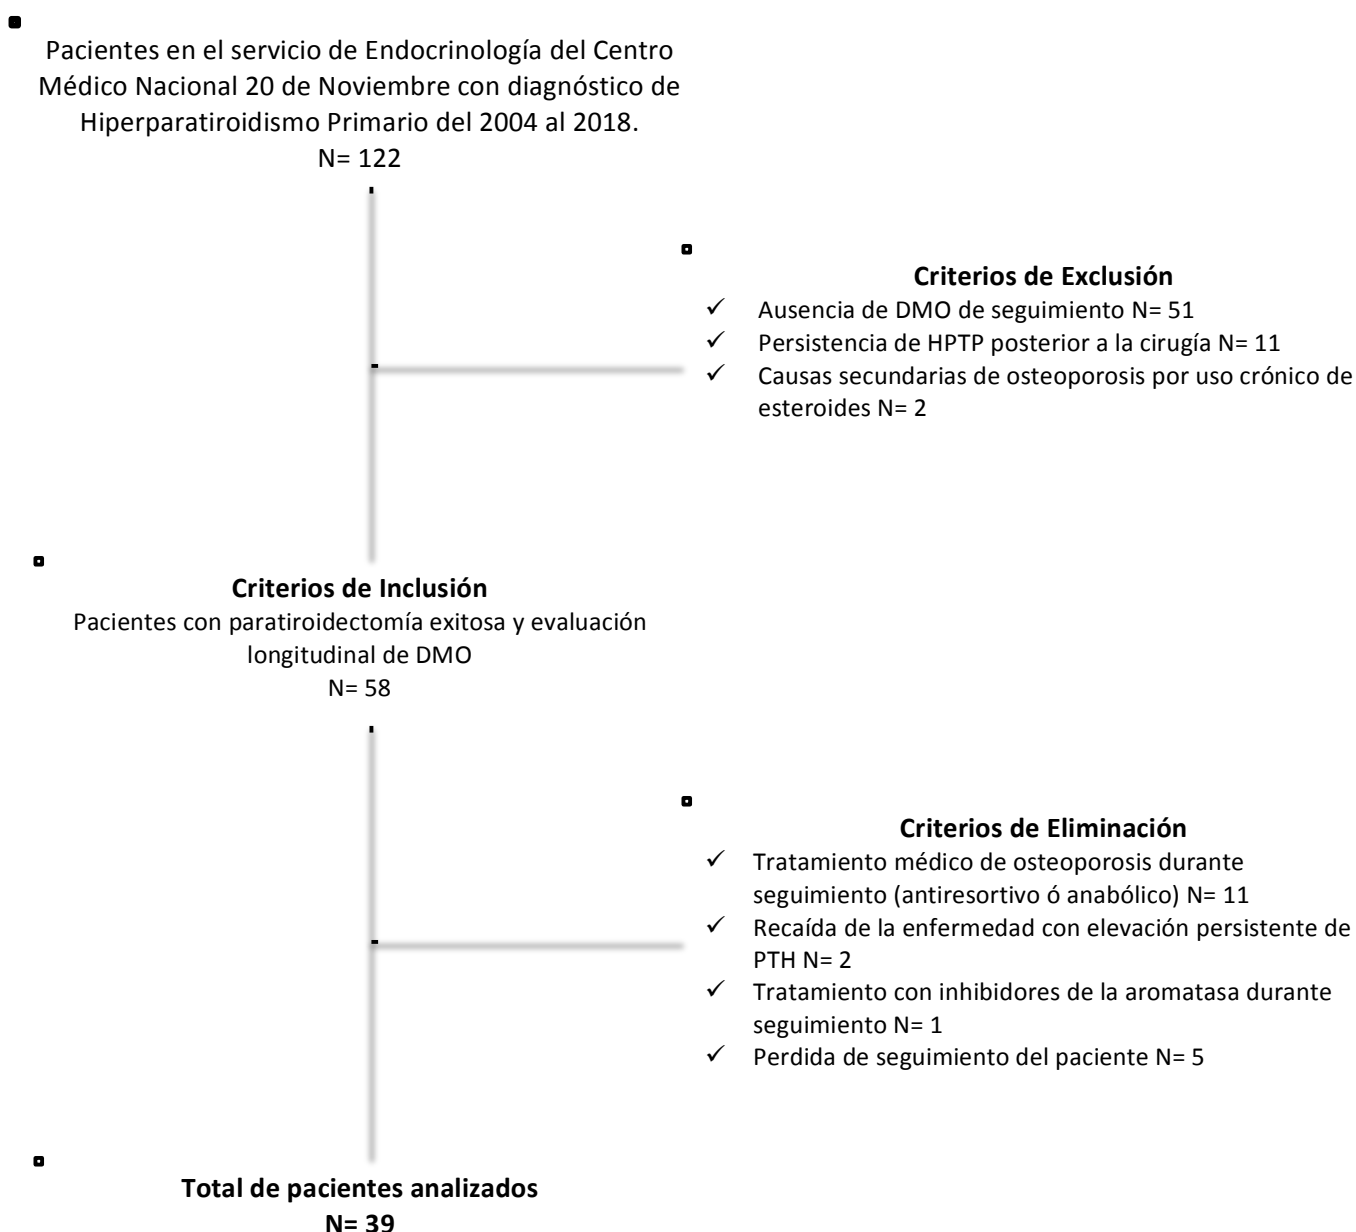 Pacientes en el servicio de Endocrinología del Centro
Médico Nacional 20 de Noviembre con diagnóstico de
Hiperparatiroidismo Primario del 2004 al 2018.
N= 122
Criterios de Exclusión
✓ Ausencia de DMO de seguimiento N= 51
✓ Persistencia de HPTP posterior a la cirugía N= 11
✓ Causas secundarias de osteoporosis por uso crónico de
esteroides N= 2
Criterios de Inclusión
Pacientes con paratiroidectomía exitosa y evaluación
longitudinal de DMO
N= 58
Criterios de Eliminación
✓ Tratamiento médico de osteoporosis durante
seguimiento (antiresortivo ó anabólico) N= 11
✓ Recaída de la enfermedad con elevación persistente de
PTH N= 2
✓ Tratamiento con inhibidores de la aromatasa durante
seguimiento N= 1
✓ Perdida de seguimiento del paciente N= 5
Total de pacientes analizados
N= 39